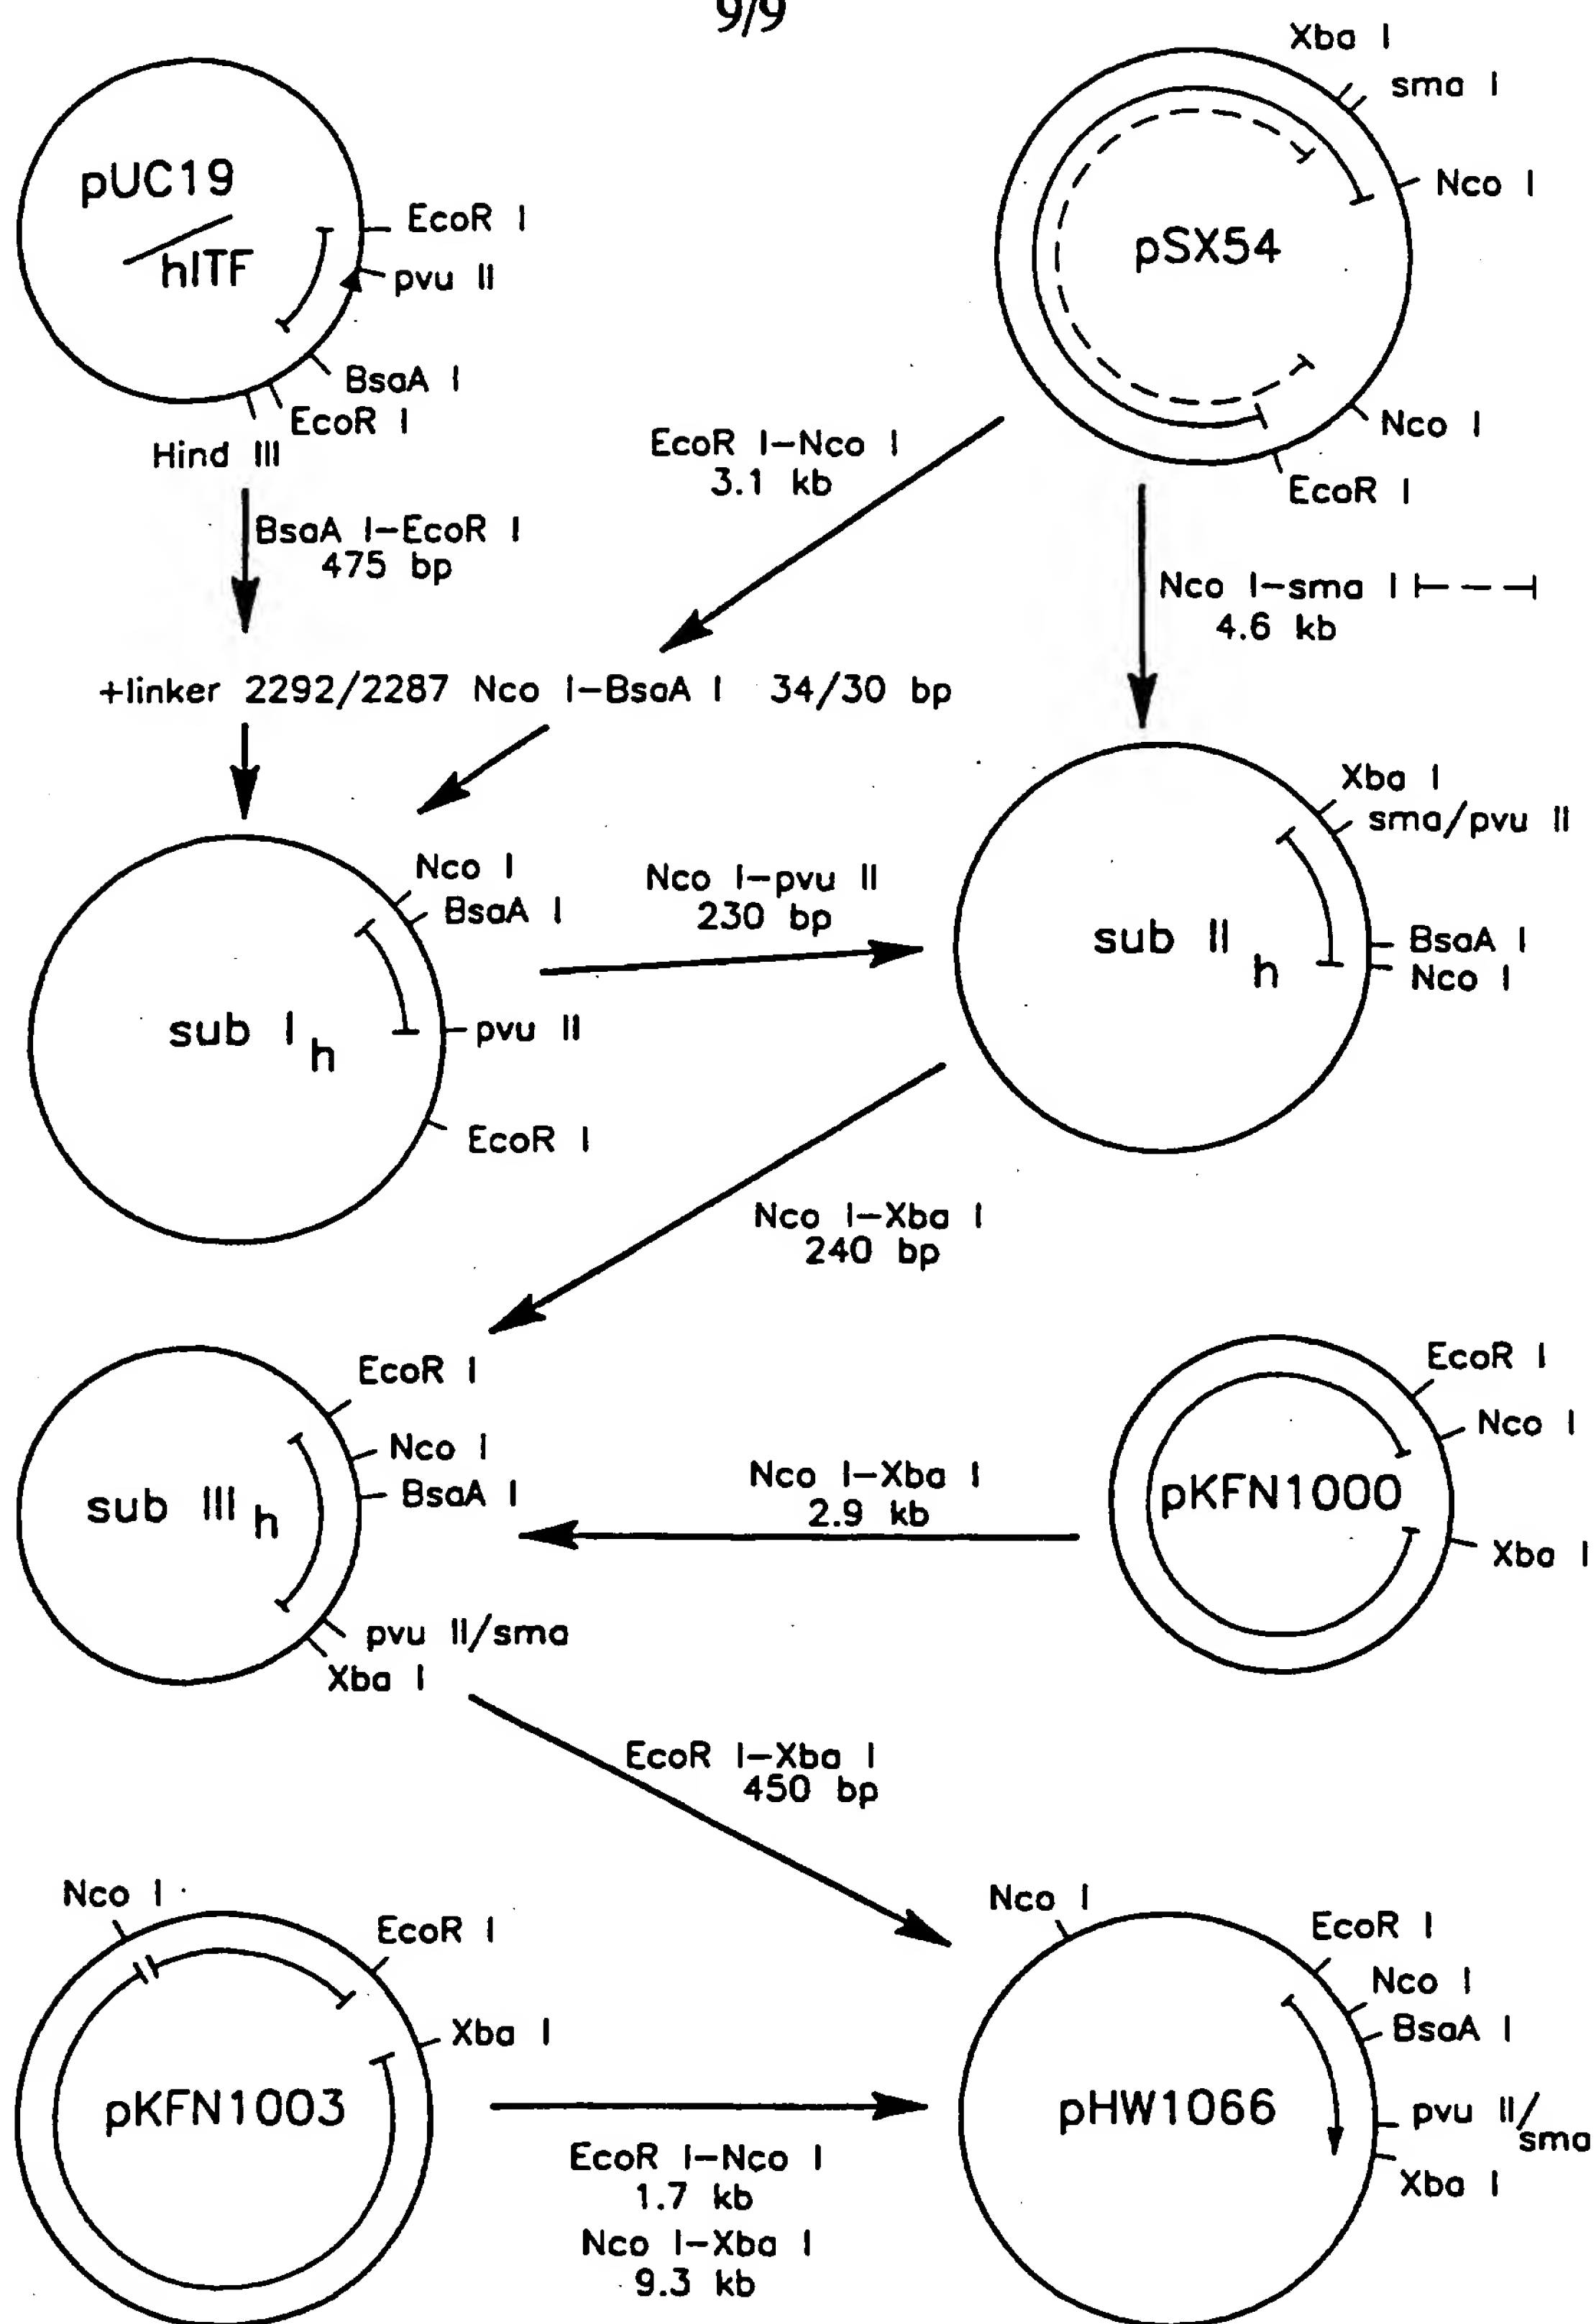 9/9
Xba I
sma I
Nco I
pSX54
Nco I
EcoR I
pUC19
hITF
EcoR I
pvu II
BsaA I
EcoR I
Hind III
BsaA I-EcoR I
475 bp
EcoR I-Nco I
3.1 kb
Nco I-sma I
4.6 kb
+linker 2292/2287 Nco I-BsaA I 34/30 bp
Nco I
BsaA I
sub I h
pvu II
EcoR I
Nco I-pvu II
230 bp
Xba I
sma/pvu II
sub II h
BsaA I
Nco I
Nco I-Xba I
240 bp
EcoR I
Nco I
BsaA I
sub III h
pvu II/sma
Xba I
Nco I-Xba I
2.9 kb
EcoR I
Nco I
pKFN1000
Xba I
EcoR I-Xba I
450 bp
Nco I
EcoR I
Xba I
pKFN1003
EcoR I-Nco I
1.7 kb
Nco I-Xba I
9.3 kb
Nco I
EcoR I
Nco I
BsaA I
pHW1066
pvu II/
sma
Xba I